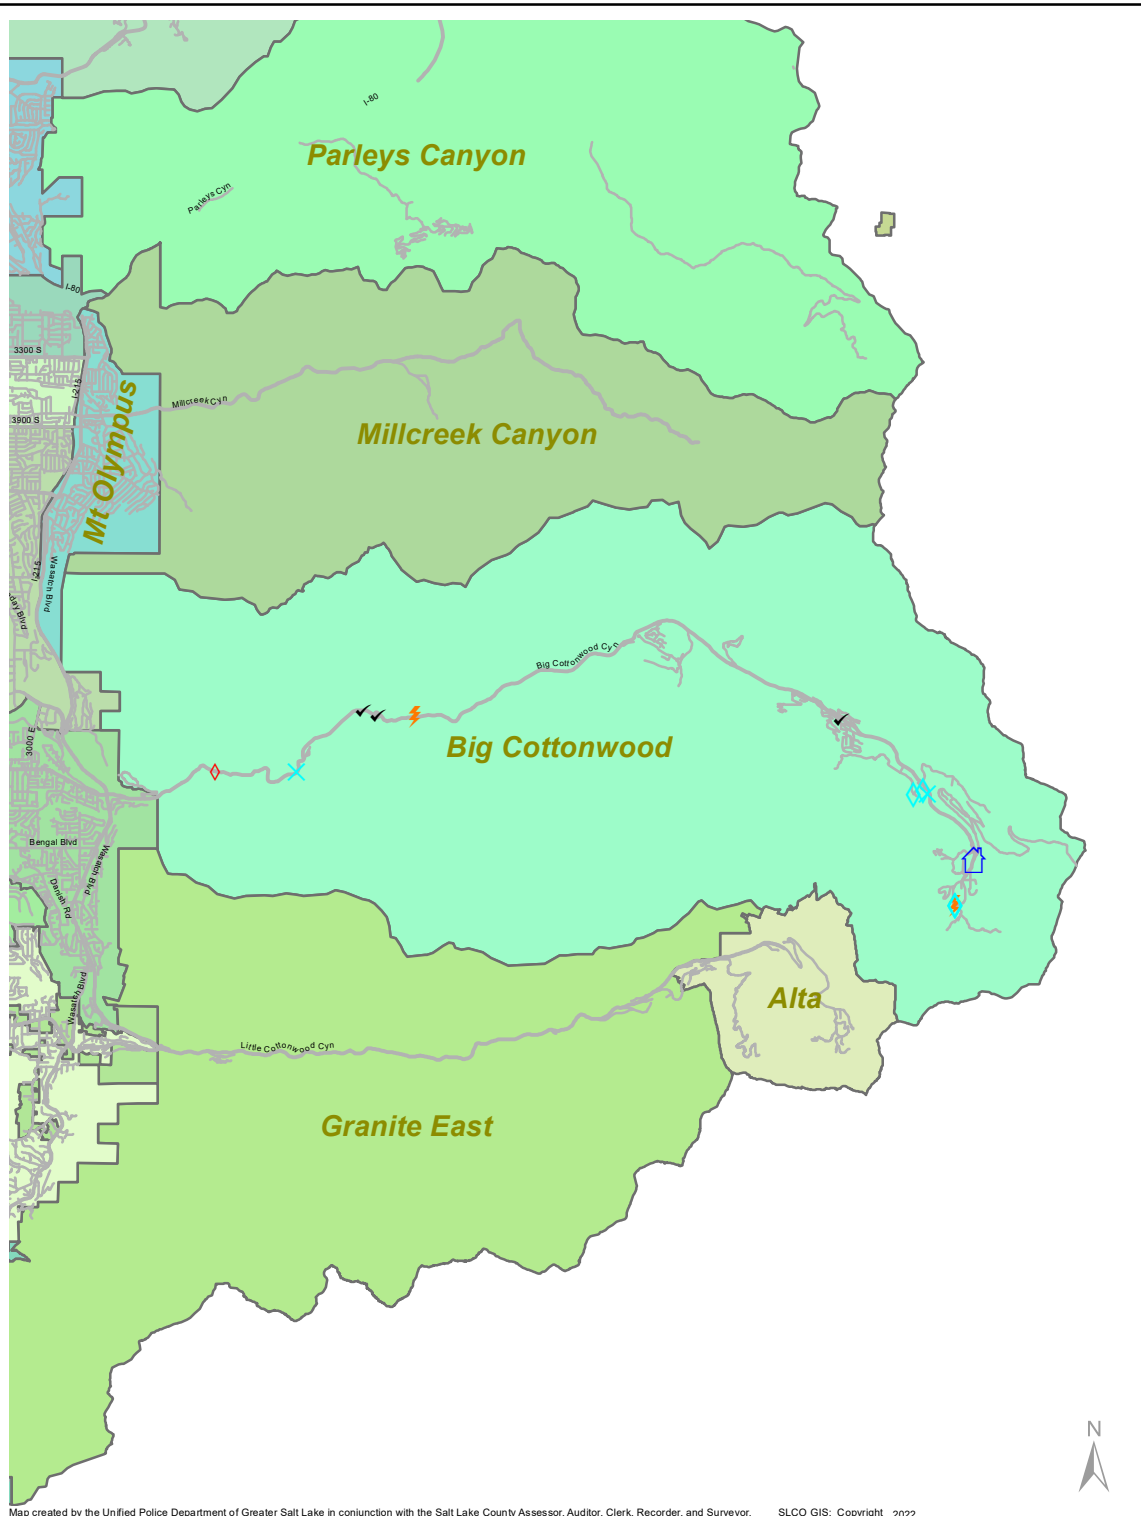 I-80
Parleys Canyon
Parleys Cyn
I-80
3300 S
I-215
Millcreek Cyn
3900 S
Mt Olympus
Millcreek Canyon
I-215
Wasatch Blvd
day Blvd
Big Cottonwood Cyn
3000 E
Big Cottonwood
Bengal Blvd
Wasatch Blvd
Danish Rd
Wasatch Blvd
Alta
Little Cottonwood Cyn
Granite East
N
Map created by the Unified Police Department of Greater Salt Lake in conjunction with the Salt Lake County Assessor, Auditor, Clerk, Recorder, and Surveyor. SLCO GIS: Copyright 2022